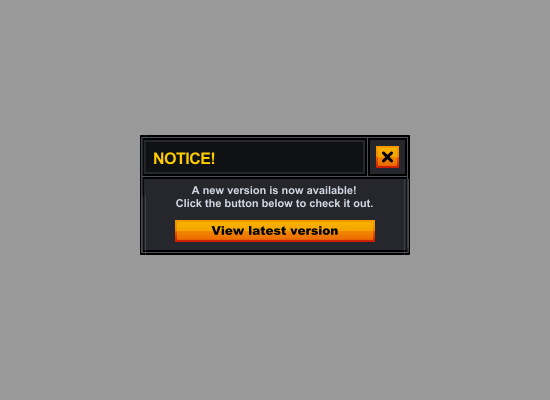 NOTICE!
A new version is now available!
Click the button below to check it out.
View latest version